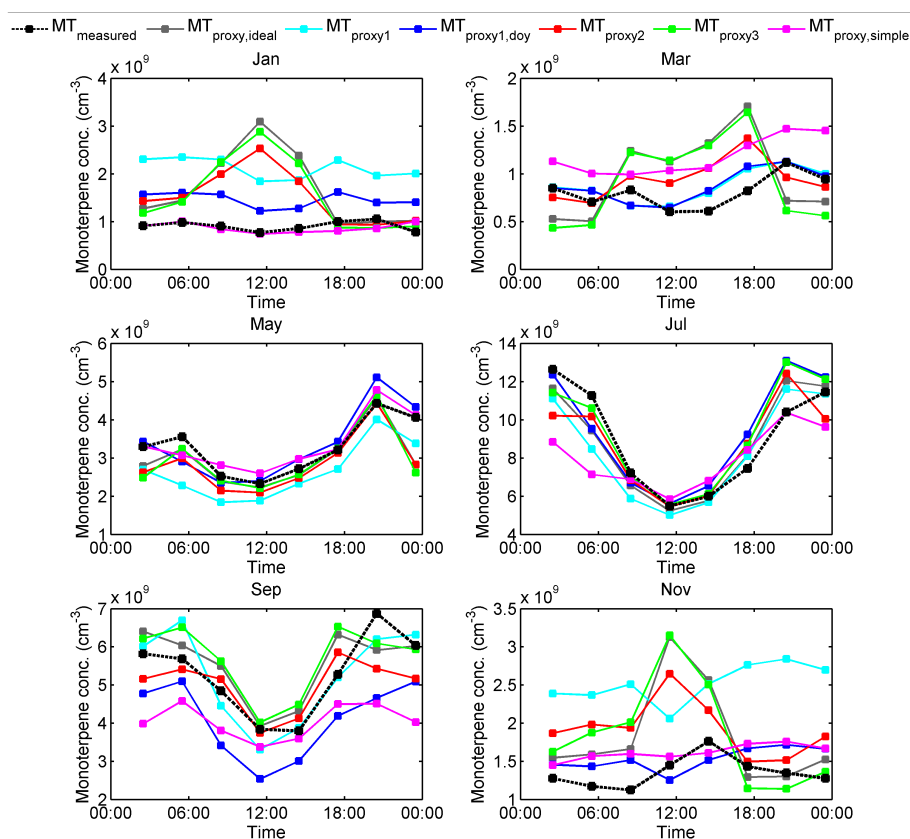 MTmeasured MTproxy,ideal MTproxy1 MTproxy1,doy MTproxy2 MTproxy3 MTproxy,simple
Jan
x 10^9
Monoterpene conc. (cm^-3)
4
3
2
1
0
00:00 06:00 12:00 18:00 00:00
Time
Mar
x 10^9
Monoterpene conc. (cm^-3)
2
1.5
1
0.5
0
00:00 06:00 12:00 18:00 00:00
Time
May
x 10^9
Monoterpene conc. (cm^-3)
6
5
4
3
2
1
00:00 06:00 12:00 18:00 00:00
Time
Jul
x 10^9
Monoterpene conc. (cm^-3)
14
12
10
8
6
4
00:00 06:00 12:00 18:00 00:00
Time
Sep
x 10^9
Monoterpene conc. (cm^-3)
7
6
5
4
3
2
00:00 06:00 12:00 18:00 00:00
Time
Nov
x 10^9
Monoterpene conc. (cm^-3)
3.5
3
2.5
2
1.5
1
00:00 06:00 12:00 18:00 00:00
Time